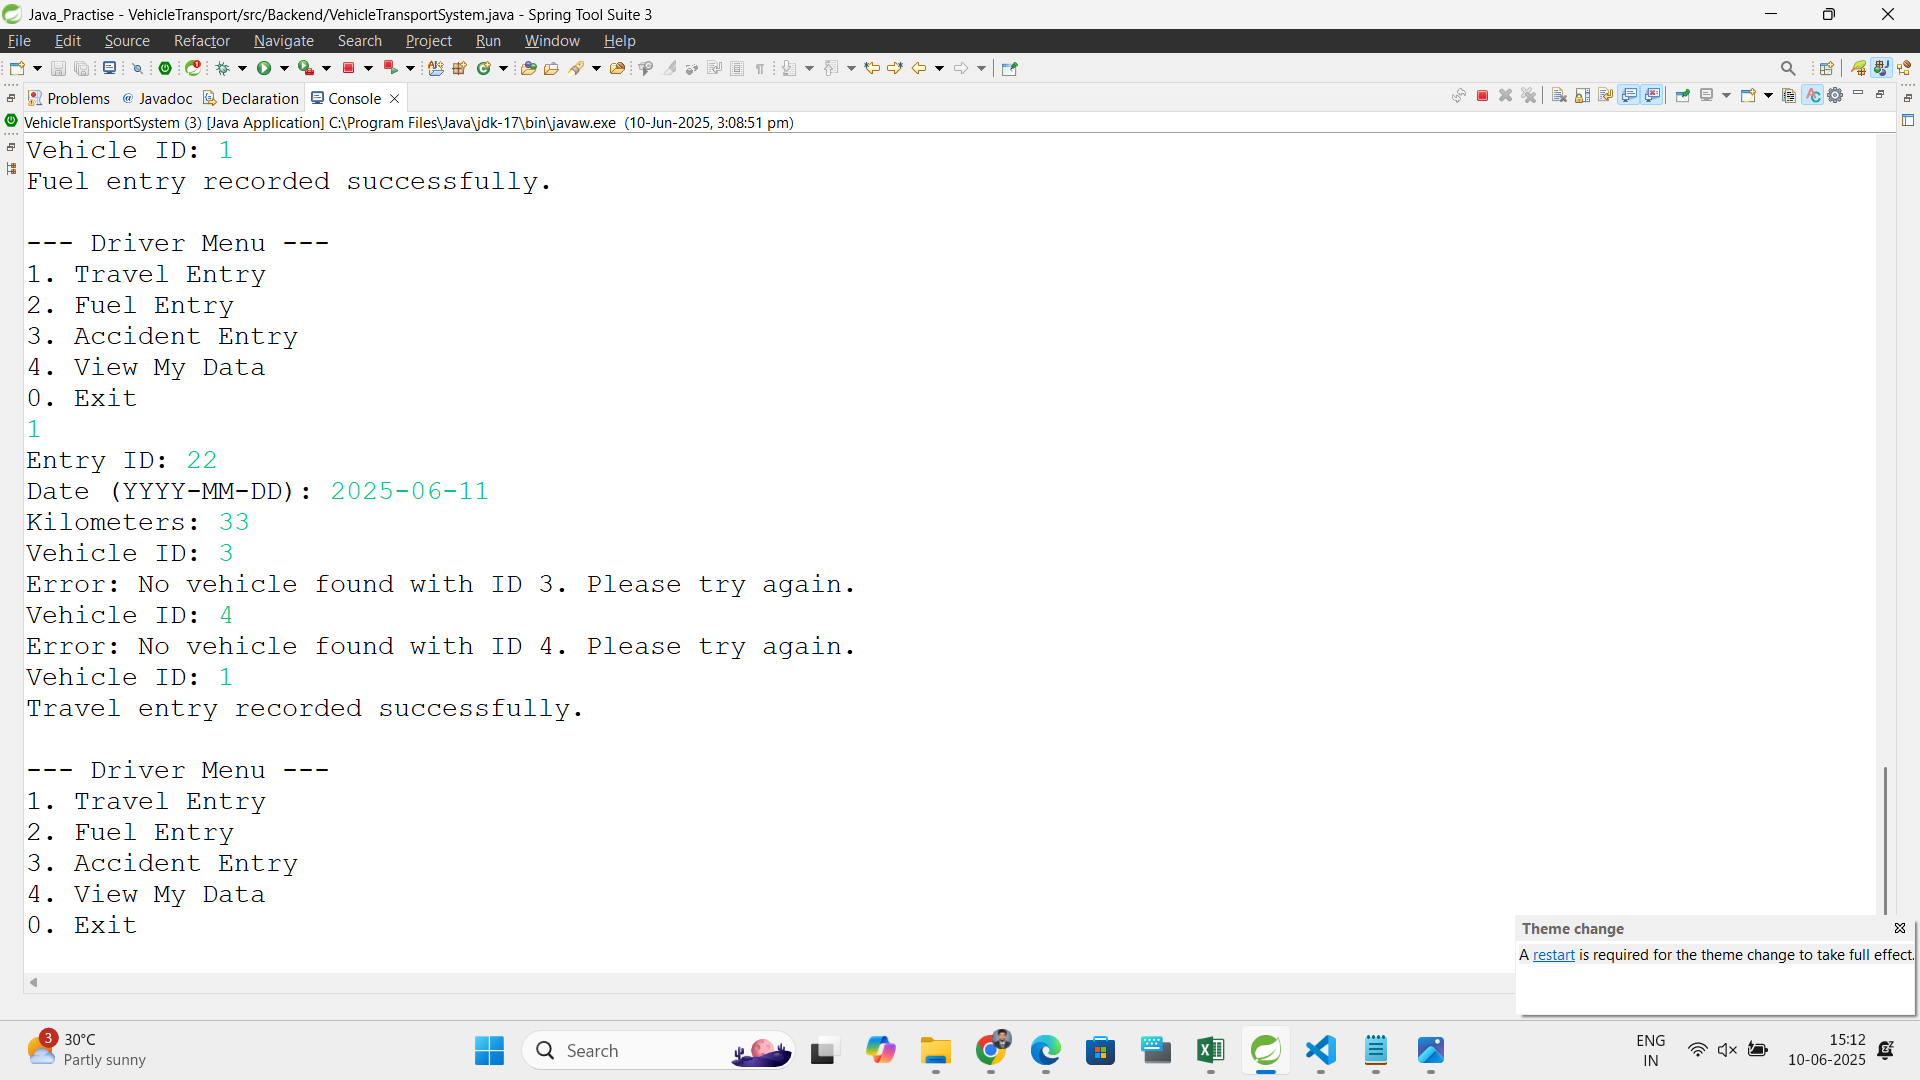 Java_Practise - VehicleTransport/src/Backend/VehicleTransportSystem.java - Spring Tool Suite 3
File Edit Source Refactor Navigate Search Project Run Window Help
Problems @ Javadoc Declaration Console
VehicleTransportSystem (3) [Java Application] C:\Program Files\Java\jdk-17\bin\javaw.exe (10-Jun-2025, 3:08:51 pm)
Vehicle ID: 1
Fuel entry recorded successfully.
--- Driver Menu ---
1. Travel Entry
2. Fuel Entry
3. Accident Entry
4. View My Data
0. Exit
1
Entry ID: 22
Date (YYYY-MM-DD): 2025-06-11
Kilometers: 33
Vehicle ID: 3
Error: No vehicle found with ID 3. Please try again.
Vehicle ID: 4
Error: No vehicle found with ID 4. Please try again.
Vehicle ID: 1
Travel entry recorded successfully.
--- Driver Menu ---
1. Travel Entry
2. Fuel Entry
3. Accident Entry
4. View My Data
0. Exit
Theme change
A restart is required for the theme change to take full effect.
3
30°C
Partly sunny
Search
ENG
IN
15:12
10-06-2025